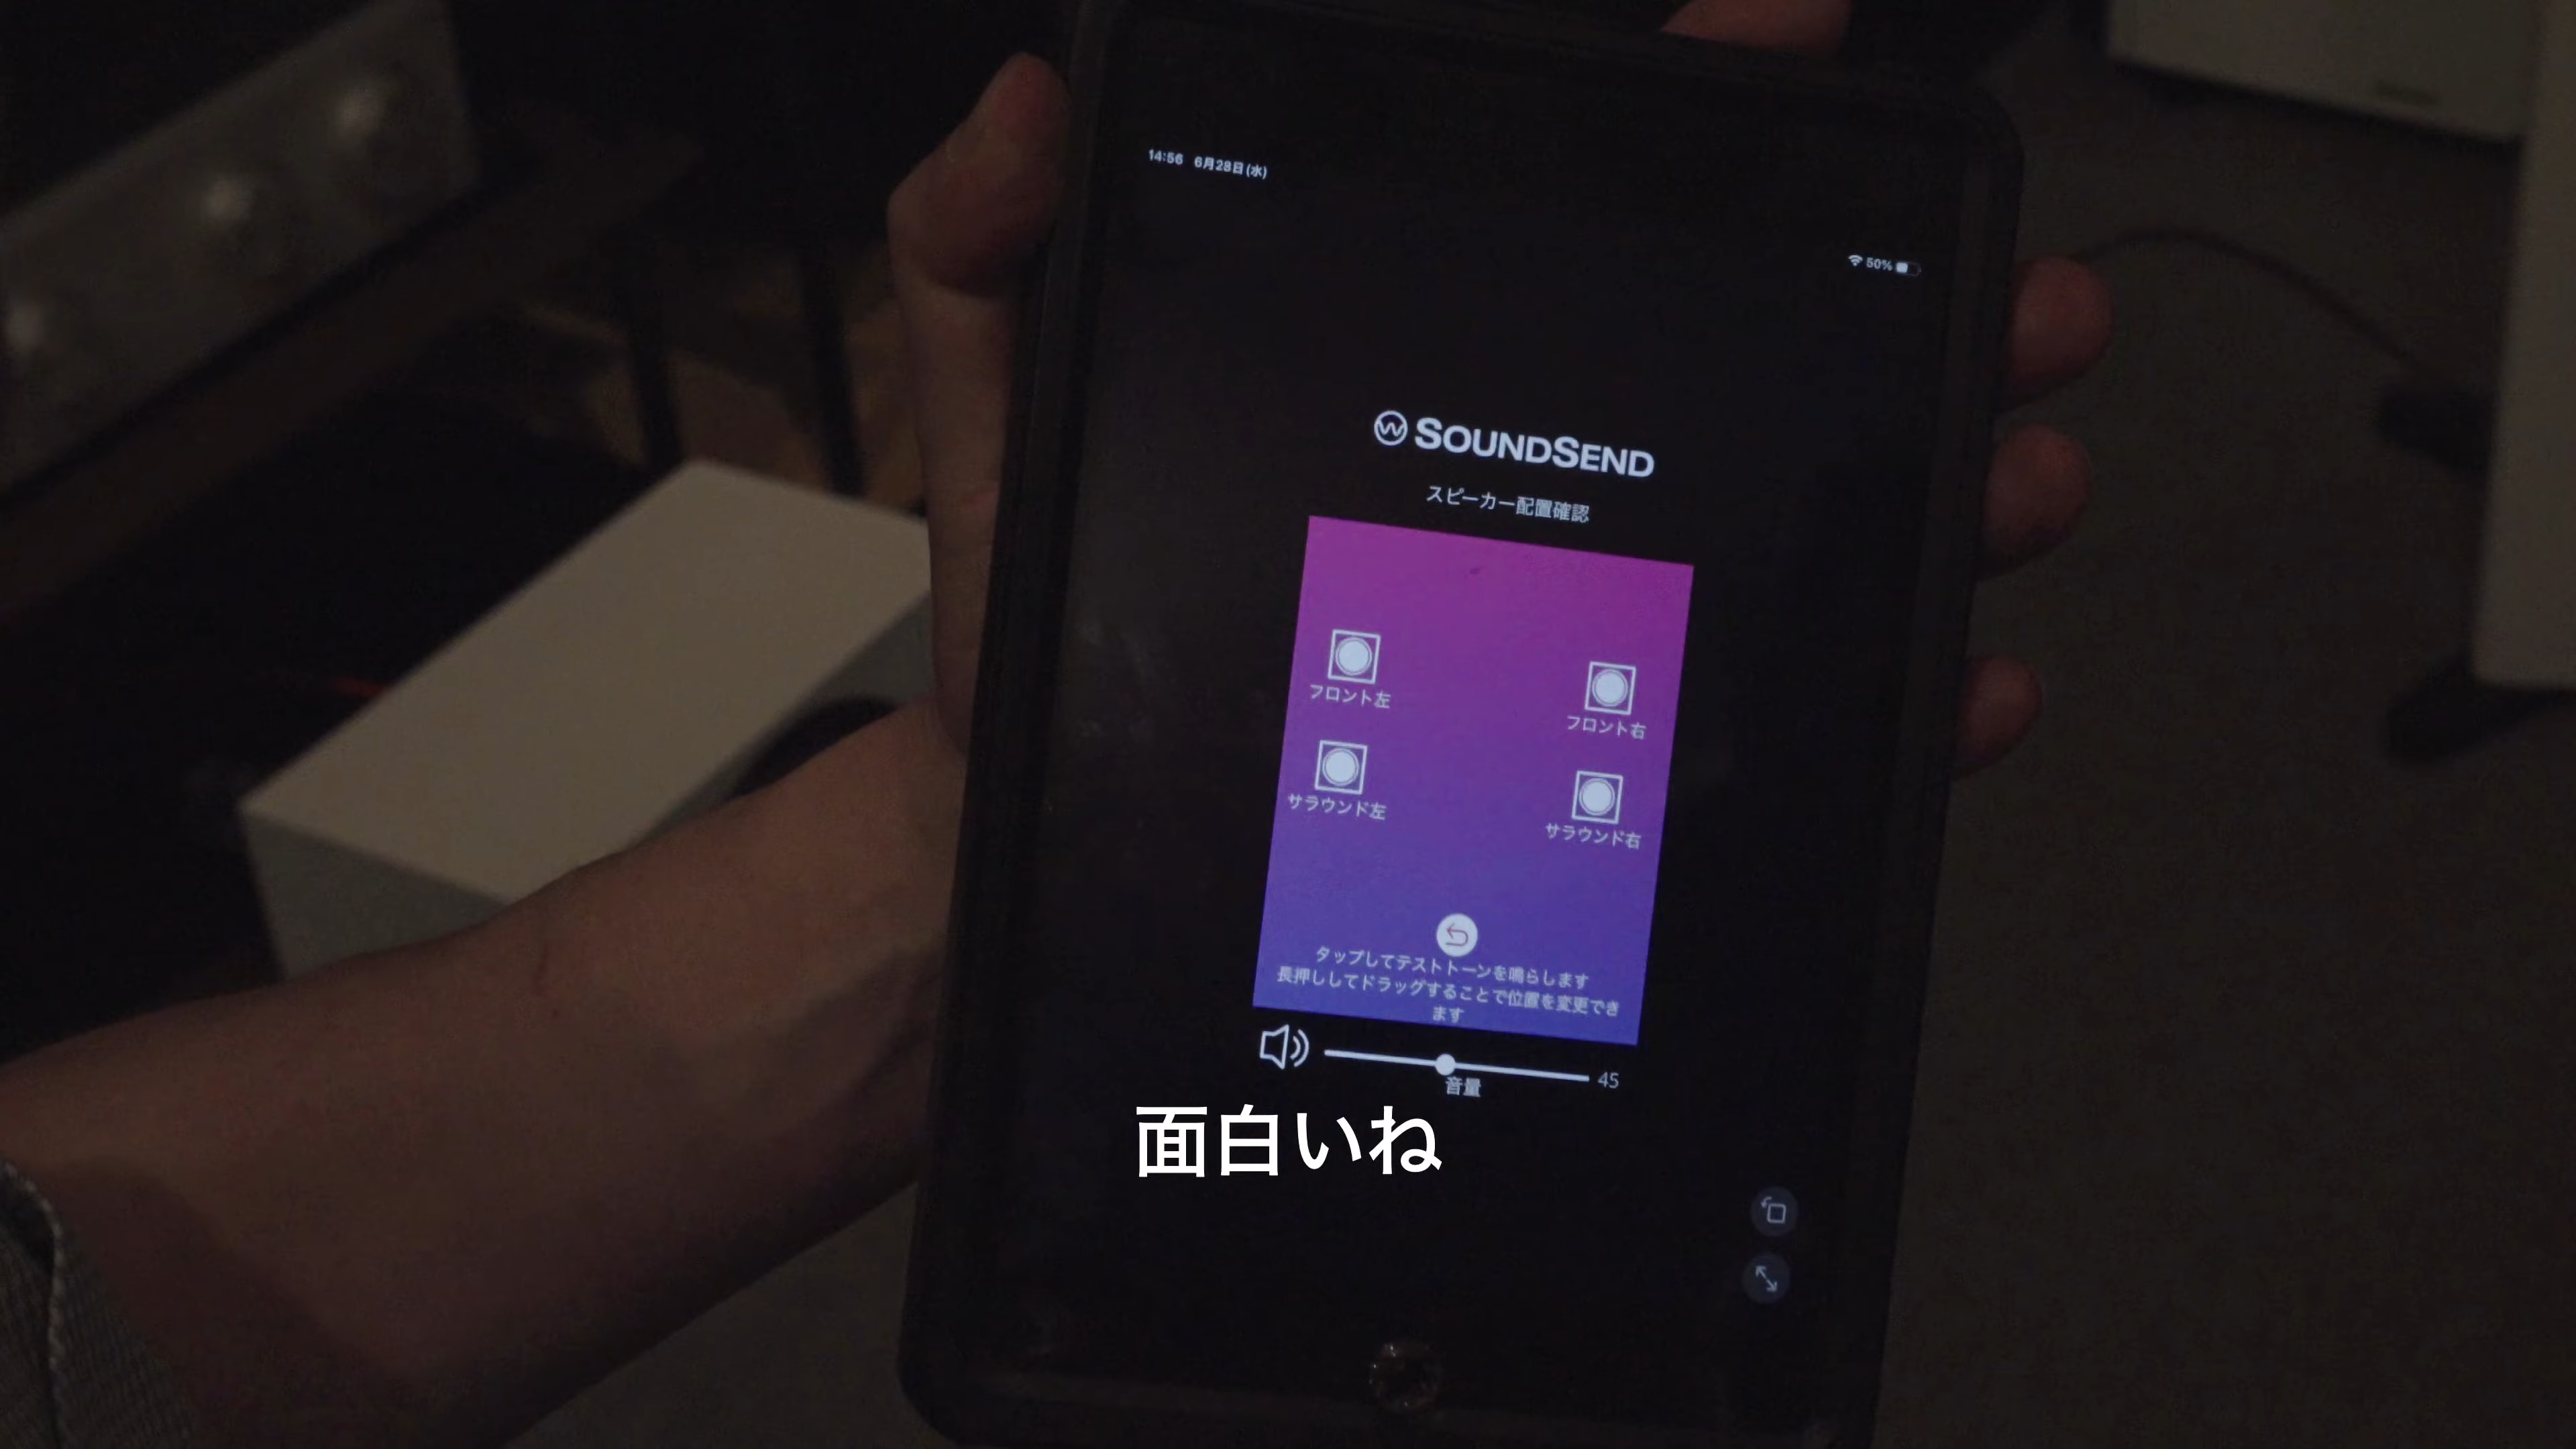 14:56 6月28日(水)
50%
SOUNDSEND
スピーカー配置確認
フロント左
フロント右
サラウンド左
サラウンド右
タップしてテストトーンを鳴らします
長押ししてドラッグすることで位置を変更でき
ます
45
音量
面白いね